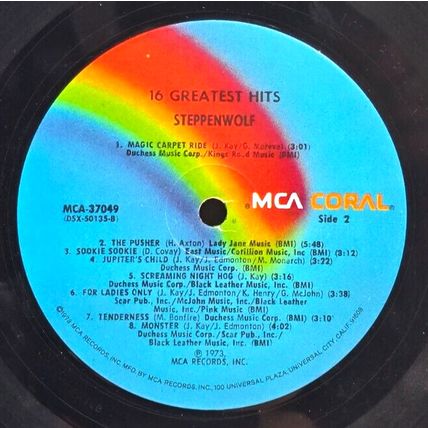 16 GREATEST HITS
STEPPENWOLF
1. MAGIC CARPET RIDE (J. Kay/G. Noreval) (3:01)
Duchess Music Corp./Kings Road Music (BMI)
MCA-37049
(DSX-50135-B)
MCA CORAL
Side 2
2. THE PUSHER (H. Axton) Lady Jane Music (BMI) (5:48)
3. SOOKIE SOOKIE (D. Covay) East Music/Cotillion Music, Inc (BMI) (3:12)
4. JUPITER'S CHILD (J. Kay/J. Edmonton/M. Monarch) (3:22)
Duchess Music Corp. (BMI)
5. SCREAMING NIGHT HOG (J. Kay) (3:16)
Duchess Music Corp./Black Leather Music, Inc. (BMI)
6. FOR LADIES ONLY (J. Kay/J. Edmonton/K. Henry/G. McJohn) (3:38)
Scar Pub., Inc./McJohn Music, Inc./Black Leather
Music, Inc./Pink Music (BMI)
7. TENDERNESS (M. Bonfire) Duchess Music Corp. (BMI) (3:10)
8. MONSTER (J. Kay/J. Edmonton) (4:02)
Duchess Music Corp./Scar Pub., Inc./
Black Leather Music, Inc. (BMI)
℗ 1973,
MCA RECORDS, INC.
MCA RECORDS, INC. MFD. BY MCA RECORDS, INC., 100 UNIVERSAL PLAZA, UNIVERSAL CITY, CALIF. 91608